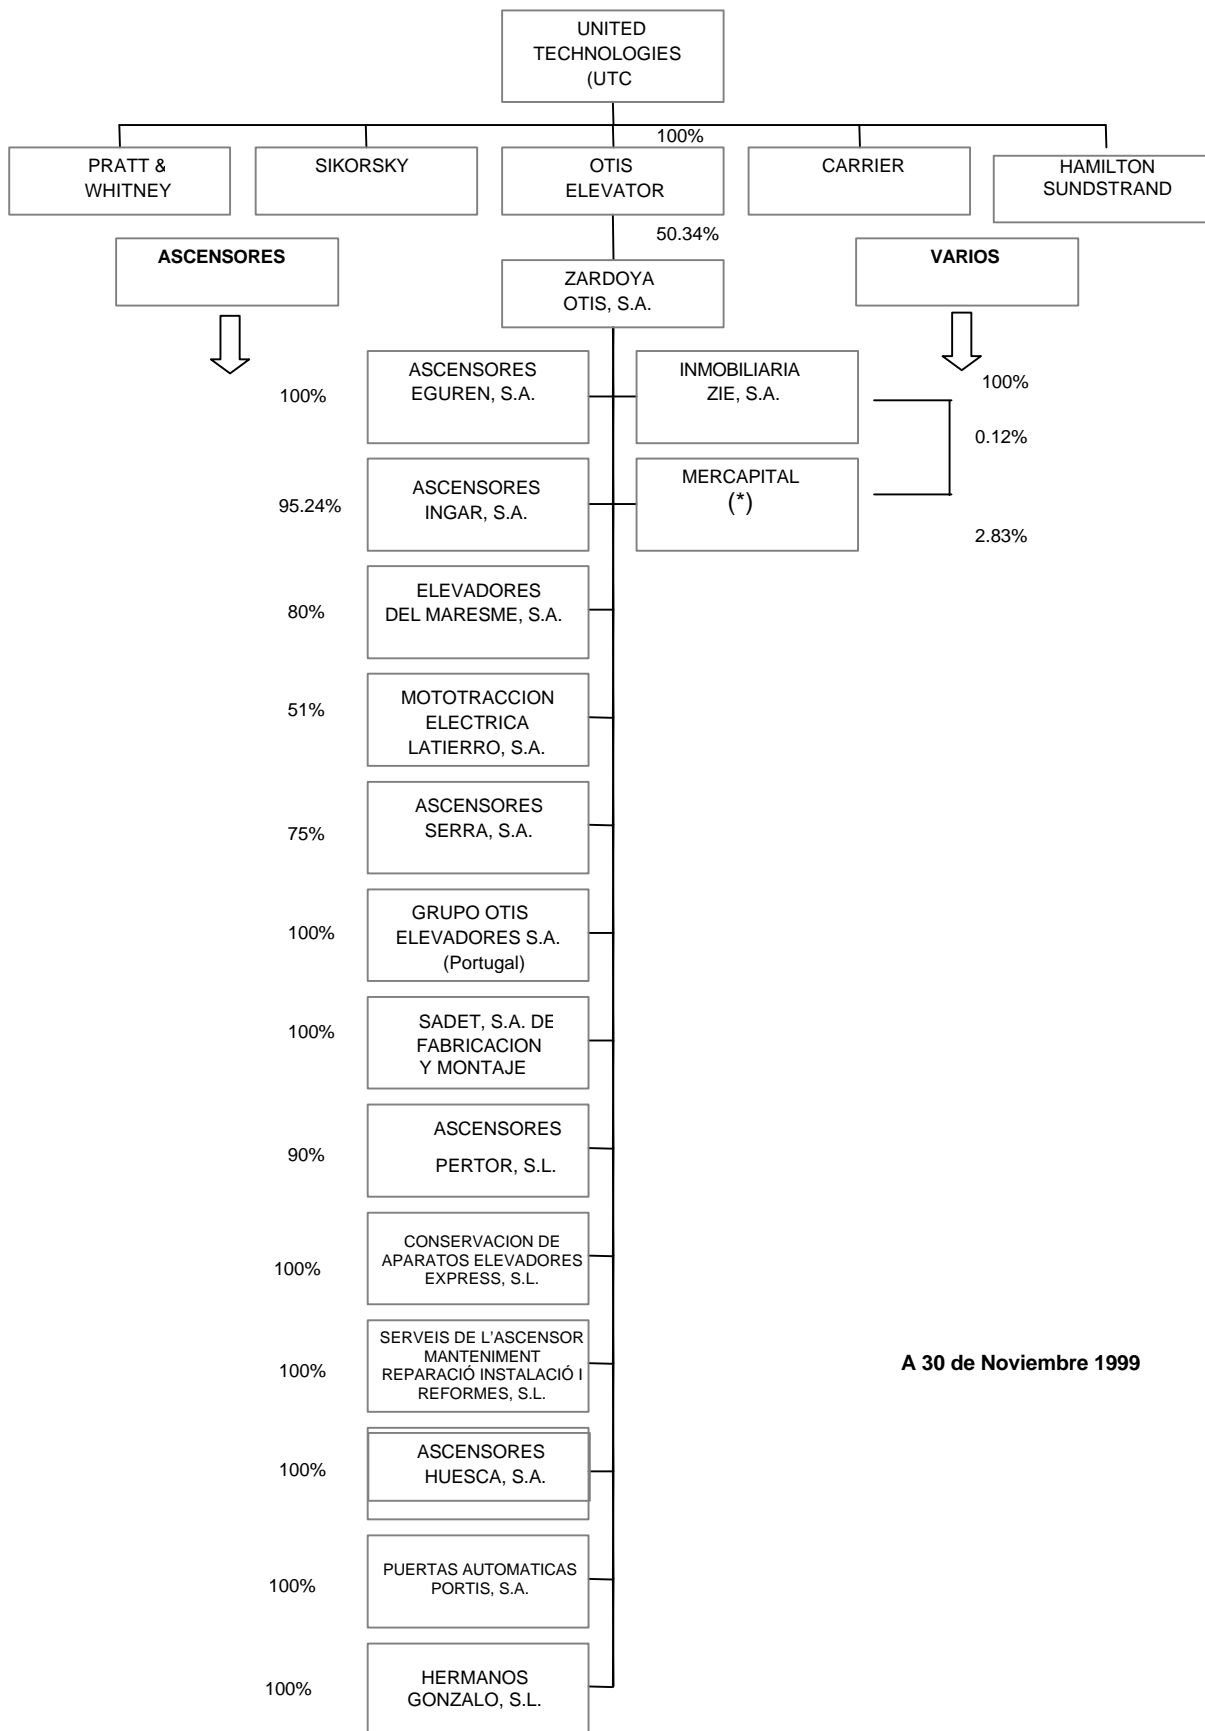 UNITED
TECHNOLOGIES
(UTC
100%
PRATT &
WHITNEY
SIKORSKY
OTIS
ELEVATOR
CARRIER
HAMILTON
SUNDSTRAND
50.34%
ASCENSORES
VARIOS
ZARDOYA
OTIS, S.A.
100%
ASCENSORES
EGUREN, S.A.
INMOBILIARIA
ZIE, S.A.
100%
0.12%
95.24%
ASCENSORES
INGAR, S.A.
MERCAPITAL
(*)
2.83%
80%
ELEVADORES
DEL MARESME, S.A.
51%
MOTOTRACCION
ELECTRICA
LATIERRO, S.A.
75%
ASCENSORES
SERRA, S.A.
100%
GRUPO OTIS
ELEVADORES S.A.
(Portugal)
100%
SADET, S.A. DE
FABRICACION
Y MONTAJE
90%
ASCENSORES
PERTOR, S.L.
100%
CONSERVACION DE
APARATOS ELEVADORES
EXPRESS, S.L.
100%
SERVEIS DE L'ASCENSOR
MANTENIMENT
REPARACIÓ INSTALACIÓ I
REFORMES, S.L.
A 30 de Noviembre 1999
100%
ASCENSORES
HUESCA, S.A.
100%
PUERTAS AUTOMATICAS
PORTIS, S.A.
100%
HERMANOS
GONZALO, S.L.